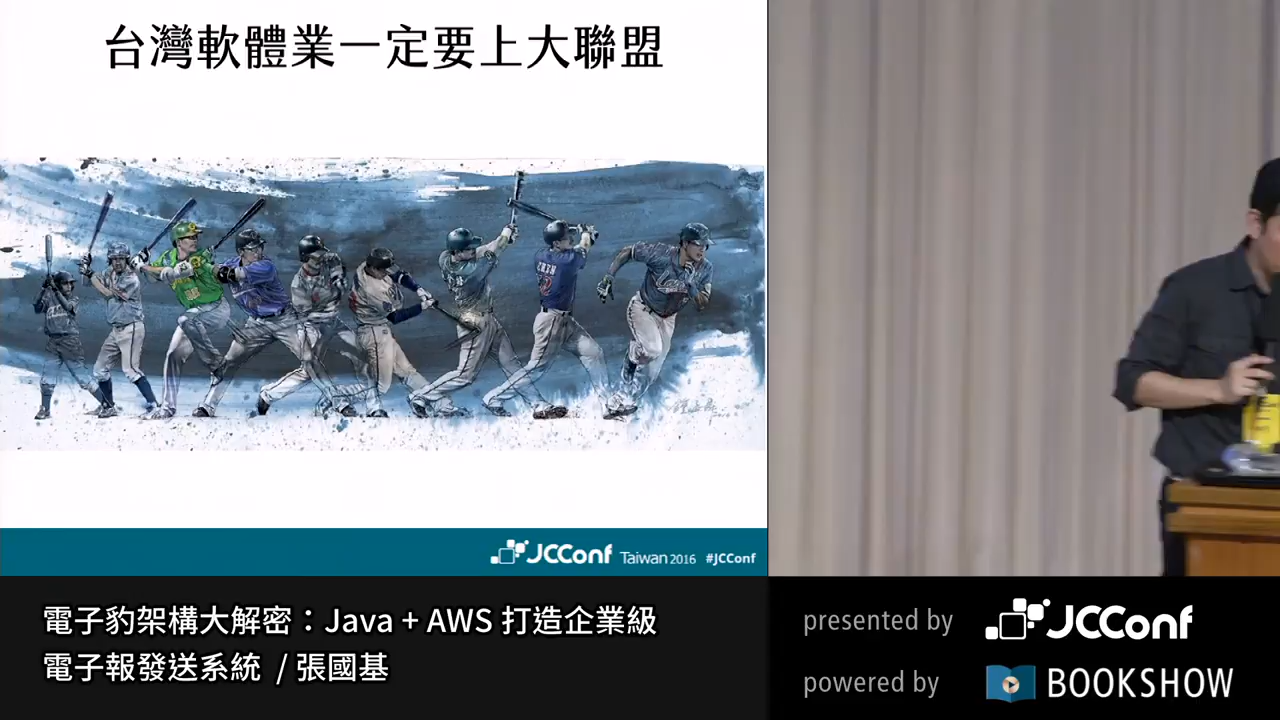 台灣軟體業一定要上大聯盟
JCConf Taiwan 2016 #JCConf
電子豹架構大解密：Java + AWS 打造企業級
電子報發送系統 / 張國基
presented by JCConf
powered by BOOKSHOW